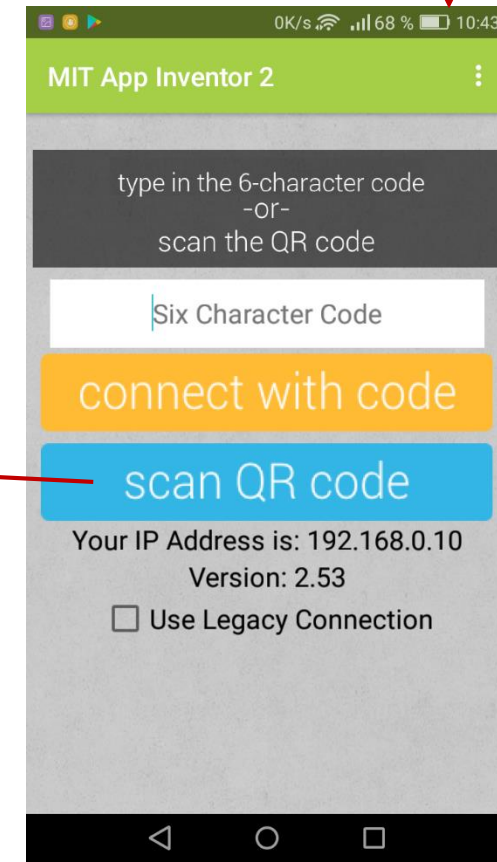 0K/s 68 % 10:43
MIT App Inventor 2
type in the 6-character code
-or-
scan the QR code
Six Character Code
connect with code
scan QR code
Your IP Address is: 192.168.0.10
Version: 2.53
Use Legacy Connection